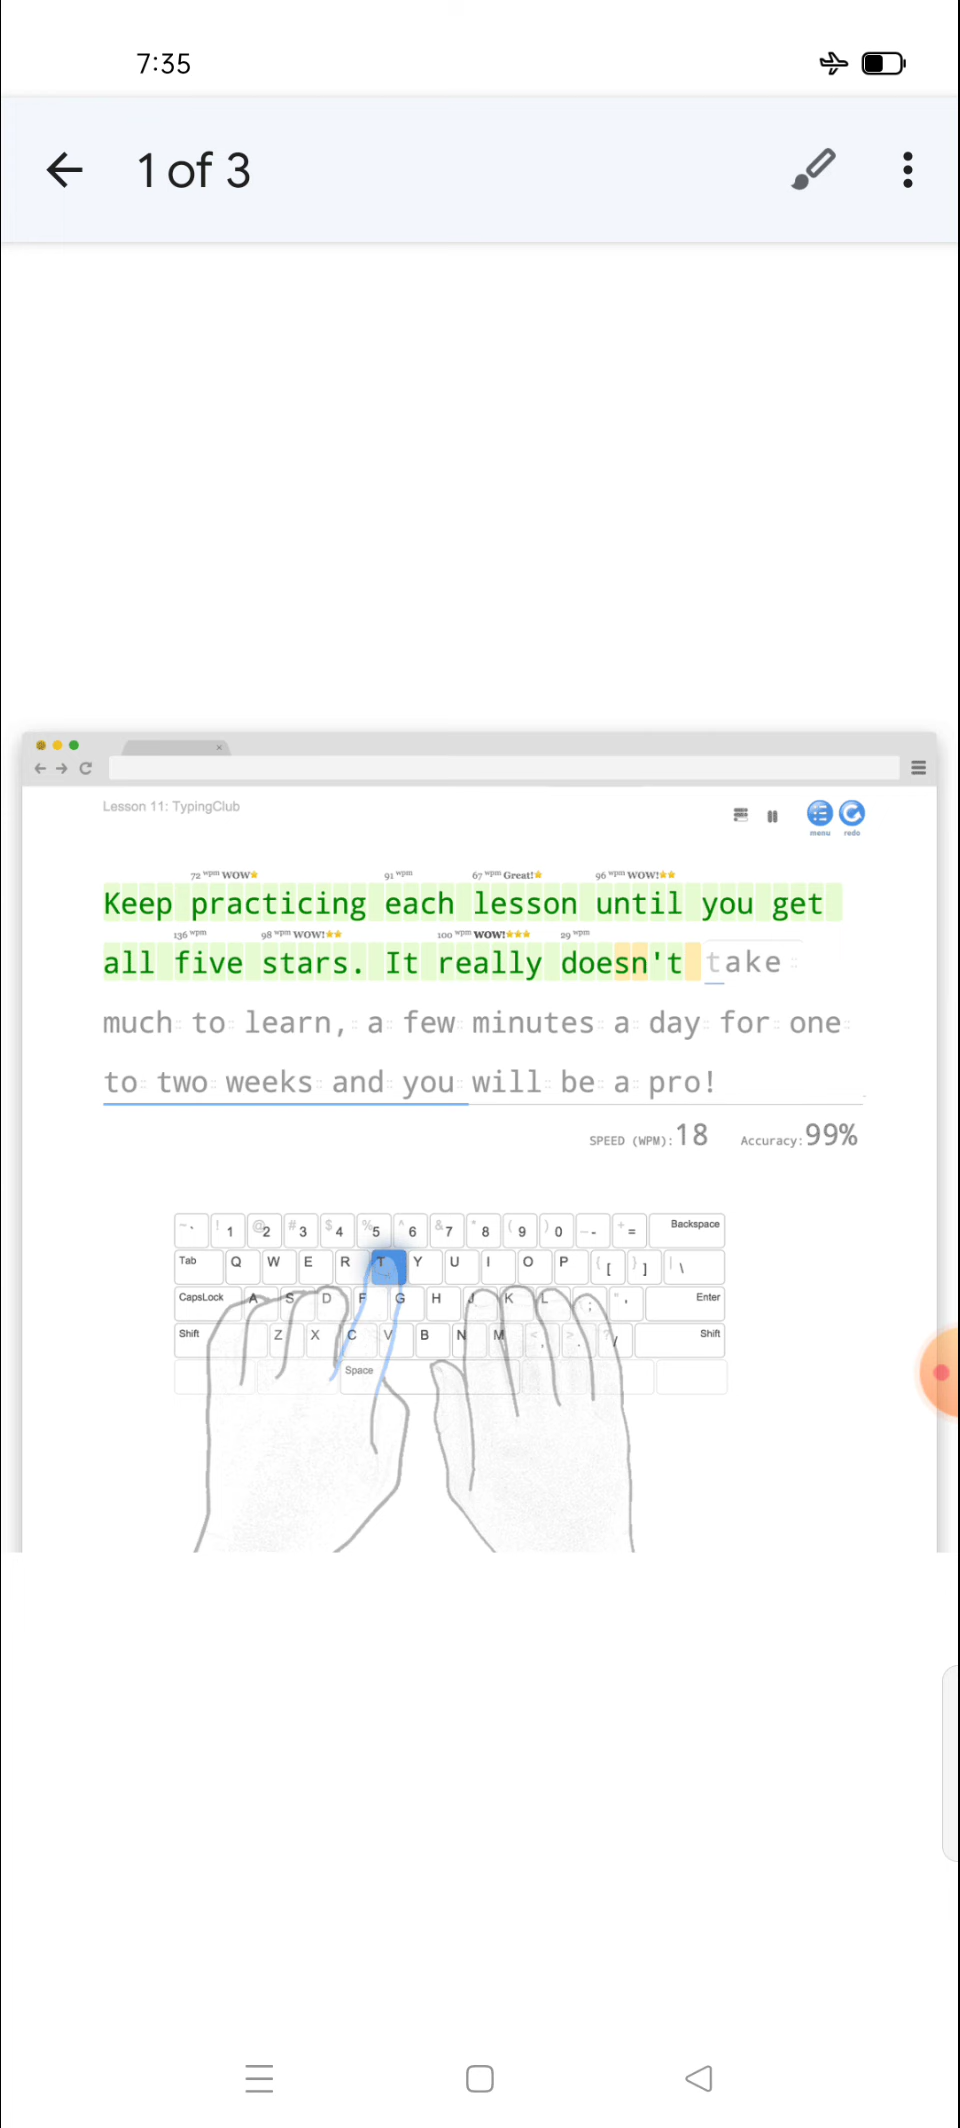 7:35
1 of 3
Lesson 11: TypingClub
menu redo
72 wpm WOW! 91 wpm 67 wpm Great! 96 wpm WOW!
Keep practicing each lesson until you get
136 wpm 98 wpm WOW! 100 wpm WOW! 29 wpm
all five stars. It really doesn't take
much to learn, a few minutes a day for one
to two weeks and you will be a pro!
SPEED (WPM): 18 Accuracy: 99%
~ ` ! 1 @ 2 # 3 $ 4 % 5 ^ 6 & 7 * 8 ( 9 ) 0 _ - + = Backspace
Tab Q W E R T Y U I O P { [ } ] | \
CapsLock A S D F G H J K L : ; " ' Enter
Shift Z X C V B N M < , > . ? / Shift
Space